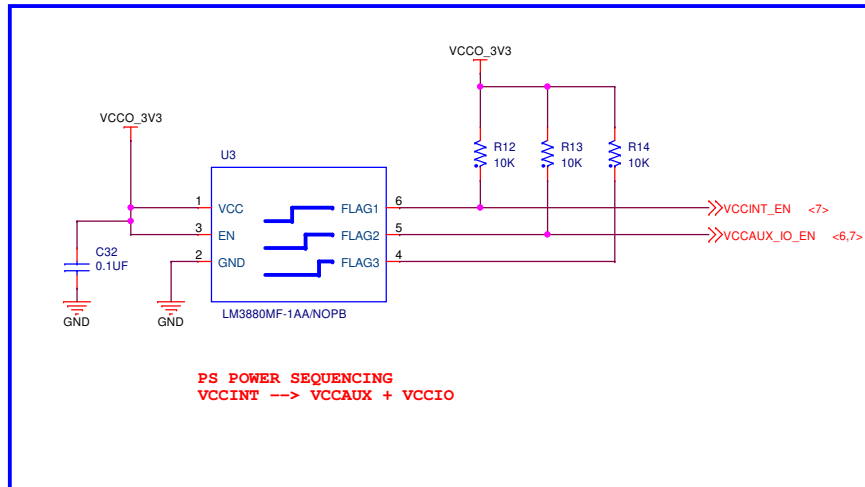 VCCO_3V3
VCCO_3V3
U3
R12
10K
R13
10K
R14
10K
1
VCC
FLAG1
6
VCCINT_EN <7>
3
EN
FLAG2
5
VCCAUX_IO_EN <6,7>
2
GND
FLAG3
4
C32
0.1UF
GND
GND
LM3880MF-1AA/NOPB
PS POWER SEQUENCING
VCCINT --> VCCAUX + VCCIO